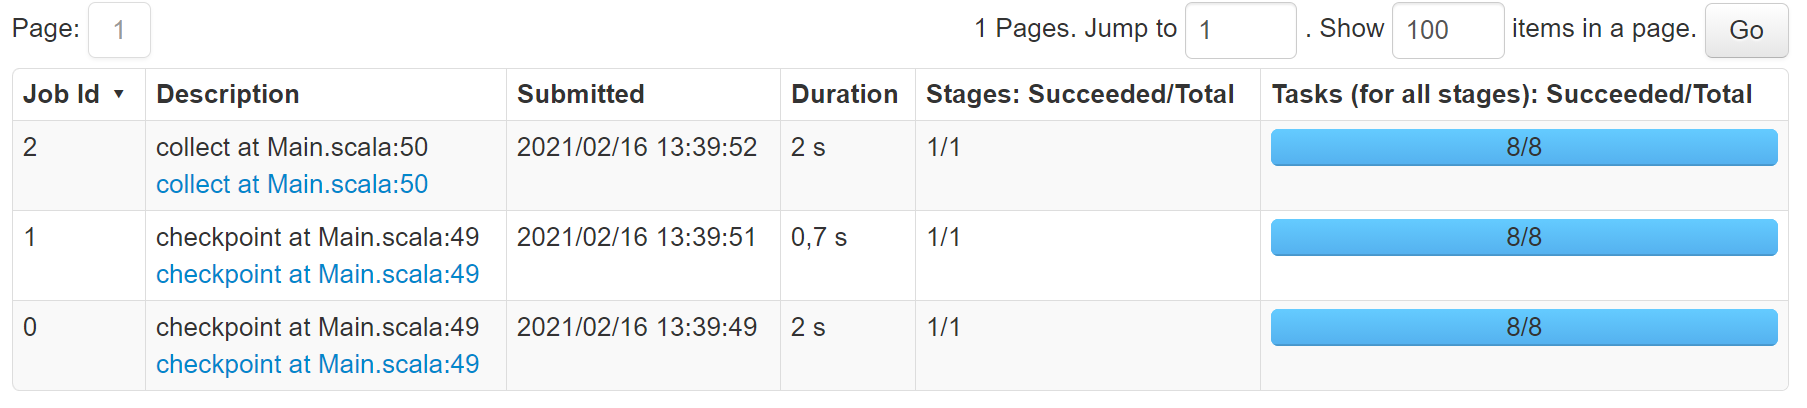 Page: 1 1 Pages. Jump to 1 . Show 100 items in a page. Go
Job Id ▼ Description Submitted Duration Stages: Succeeded/Total Tasks (for all stages): Succeeded/Total
2 collect at Main.scala:50 2021/02/16 13:39:52 2 s 1/1 8/8
collect at Main.scala:50
1 checkpoint at Main.scala:49 2021/02/16 13:39:51 0,7 s 1/1 8/8
checkpoint at Main.scala:49
0 checkpoint at Main.scala:49 2021/02/16 13:39:49 2 s 1/1 8/8
checkpoint at Main.scala:49